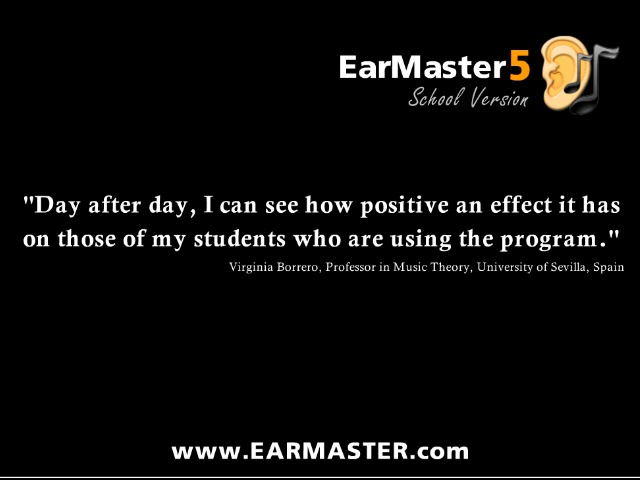 EarMaster5
School Version
"Day after day, I can see how positive an effect it has
on those of my students who are using the program."
Virginia Borrero, Professor in Music Theory, University of Sevilla, Spain
www.EARMASTER.com